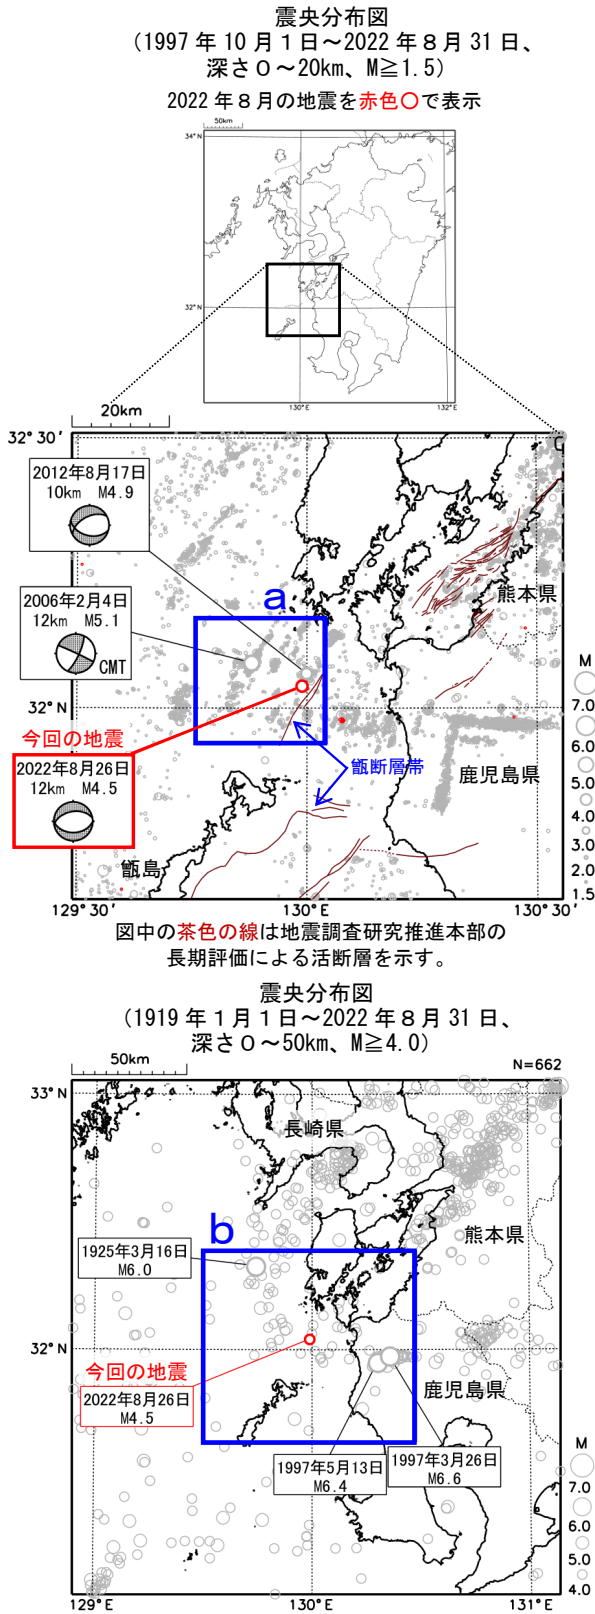 震央分布図
(1997年10月1日～2022年8月31日、
深さ0～20km、M≧1.5)
2022年8月の地震を赤色○で表示
50km
34°N
32°N
130°E
132°E
20km
32°30'
2012年8月17日
10km M4.9
a
2006年2月4日
12km M5.1
CMT
熊本県
32°N
今回の地震
2022年8月26日
12km M4.5
甑断層帯
鹿児島県
甑島
M
7.0
6.0
5.0
4.0
3.0
2.0
1.5
129°30'
130°E
130°30'
図中の茶色の線は地震調査研究推進本部の
長期評価による活断層を示す。
震央分布図
(1919年1月1日～2022年8月31日、
深さ0～50km、M≧4.0)
50km
N=662
33°N
長崎県
b
熊本県
1925年3月16日
M6.0
32°N
今回の地震
2022年8月26日
M4.5
鹿児島県
1997年5月13日
M6.4
1997年3月26日
M6.6
M
7.0
6.0
5.0
4.0
129°E
130°E
131°E